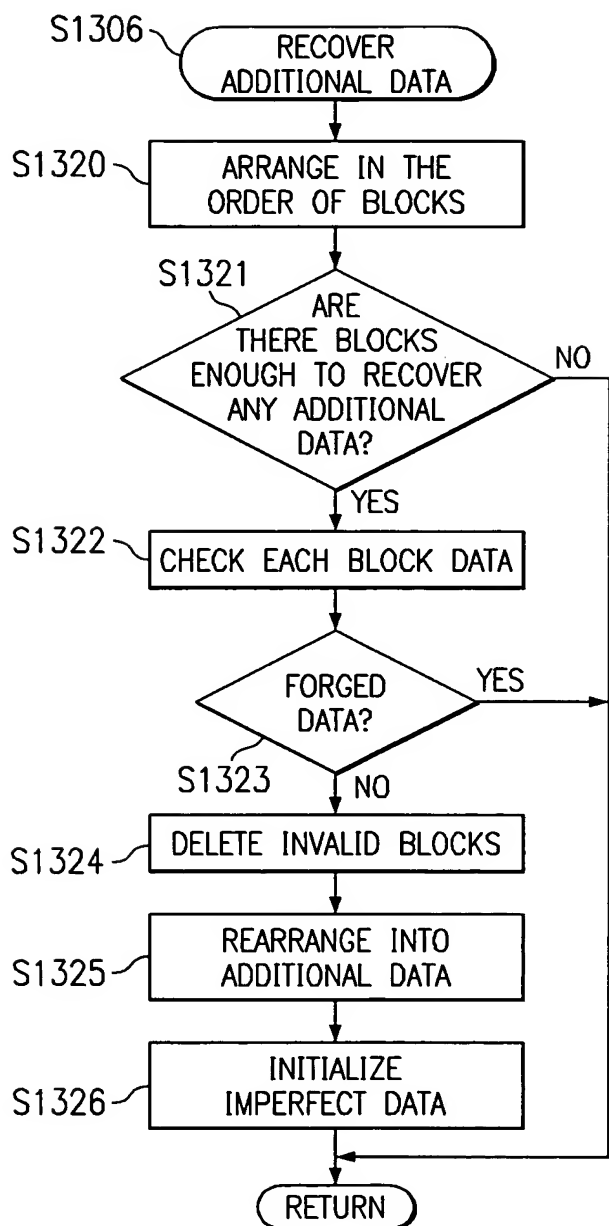 S1306
RECOVER
ADDITIONAL DATA
S1320
ARRANGE IN THE
ORDER OF BLOCKS
S1321
ARE
THERE BLOCKS
ENOUGH TO RECOVER
ANY ADDITIONAL
DATA?
NO
YES
S1322
CHECK EACH BLOCK DATA
FORGED
DATA?
YES
S1323
NO
S1324
DELETE INVALID BLOCKS
REARRANGE INTO
ADDITIONAL DATA
S1325
INITIALIZE
IMPERFECT DATA
S1326
RETURN